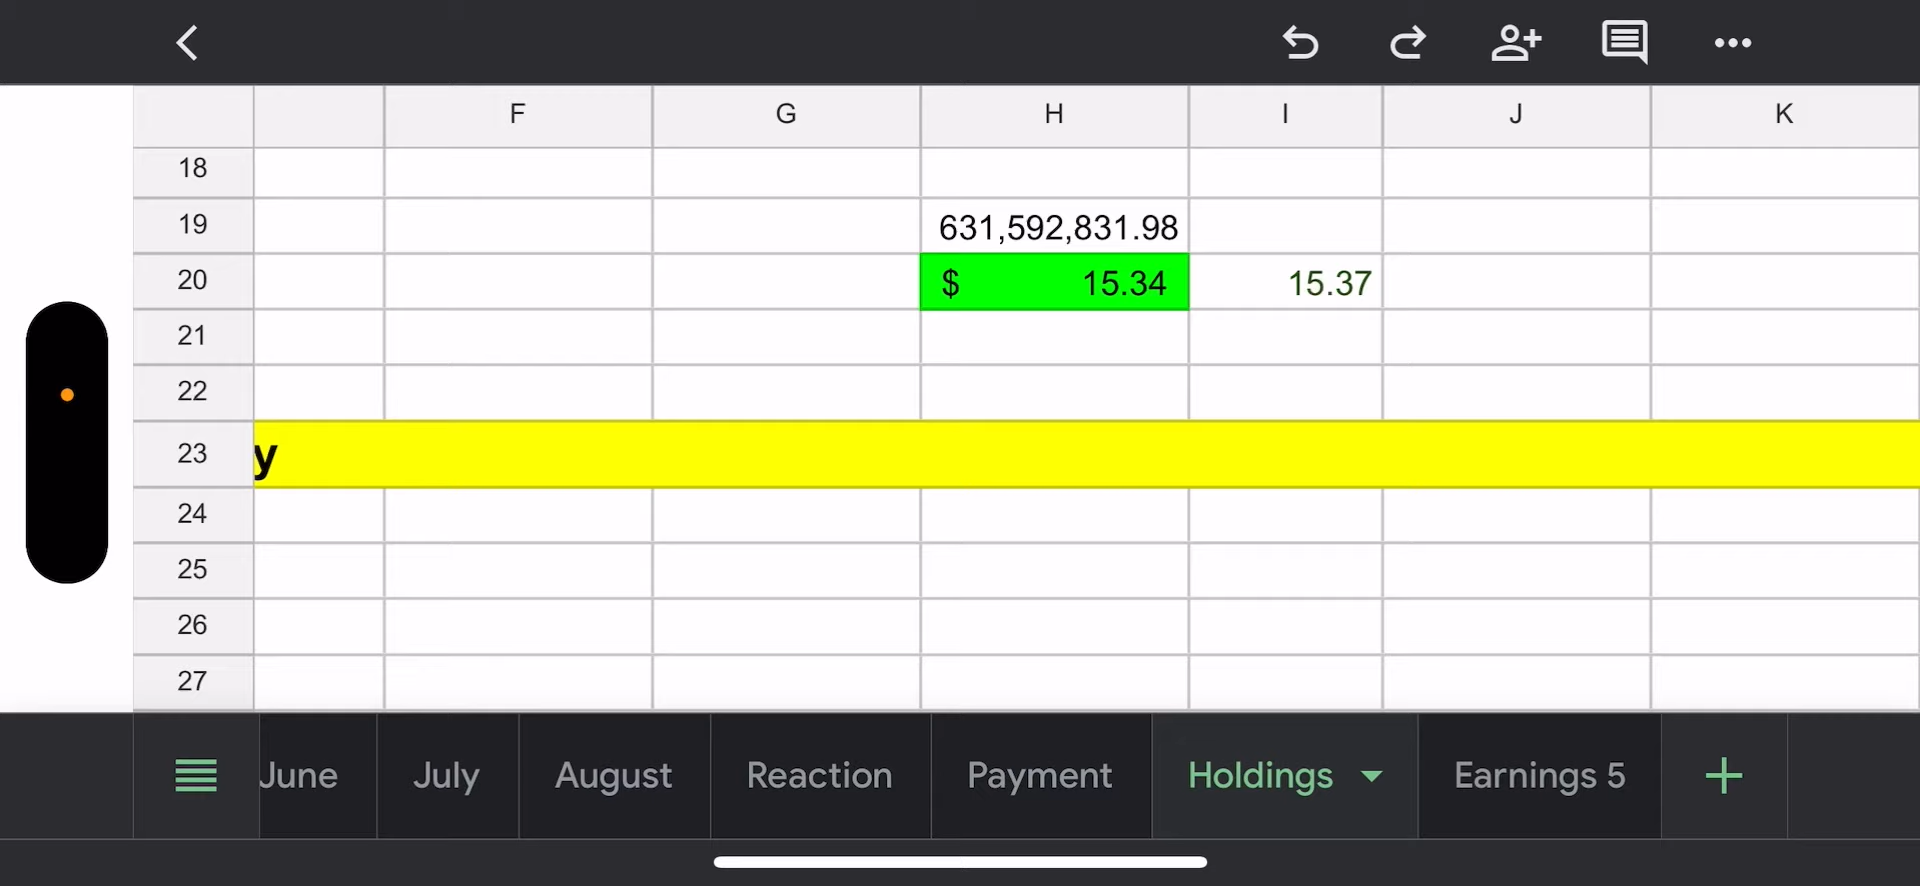 F G H I J K
18
19 631,592,831.98
20 $ 15.34 15.37
21
22
23 y
24
25
26
27
June July August Reaction Payment Holdings Earnings 5